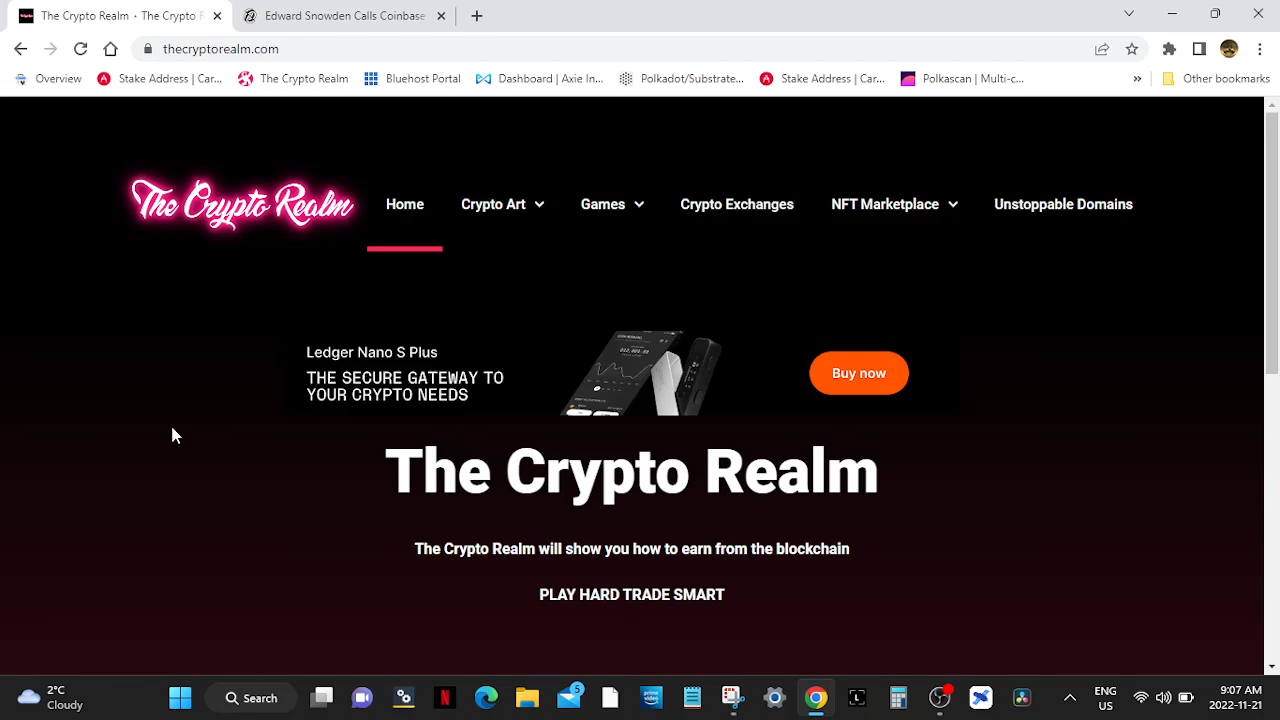 The Crypto Realm • The Crypto R
Edward Snowden Calls Coinbase
thecryptorealm.com
Overview
Stake Address | (Car...
The Crypto Realm
Bluehost Portal
Dashboard | Axie In...
Polkadot/Substrate...
Stake Address | (Car...
Polkascan | Multi-c...
»
Other bookmarks
The Crypto Realm
Home
Crypto Art
Games
Crypto Exchanges
NFT Marketplace
Unstoppable Domains
Ledger Nano S Plus
THE SECURE GATEWAY TO
YOUR CRYPTO NEEDS
Buy now
The Crypto Realm
The Crypto Realm will show you how to earn from the blockchain
PLAY HARD TRADE SMART
2°C
Cloudy
Search
N
5
prime
video
L
US
9:07 AM
2022-11-21